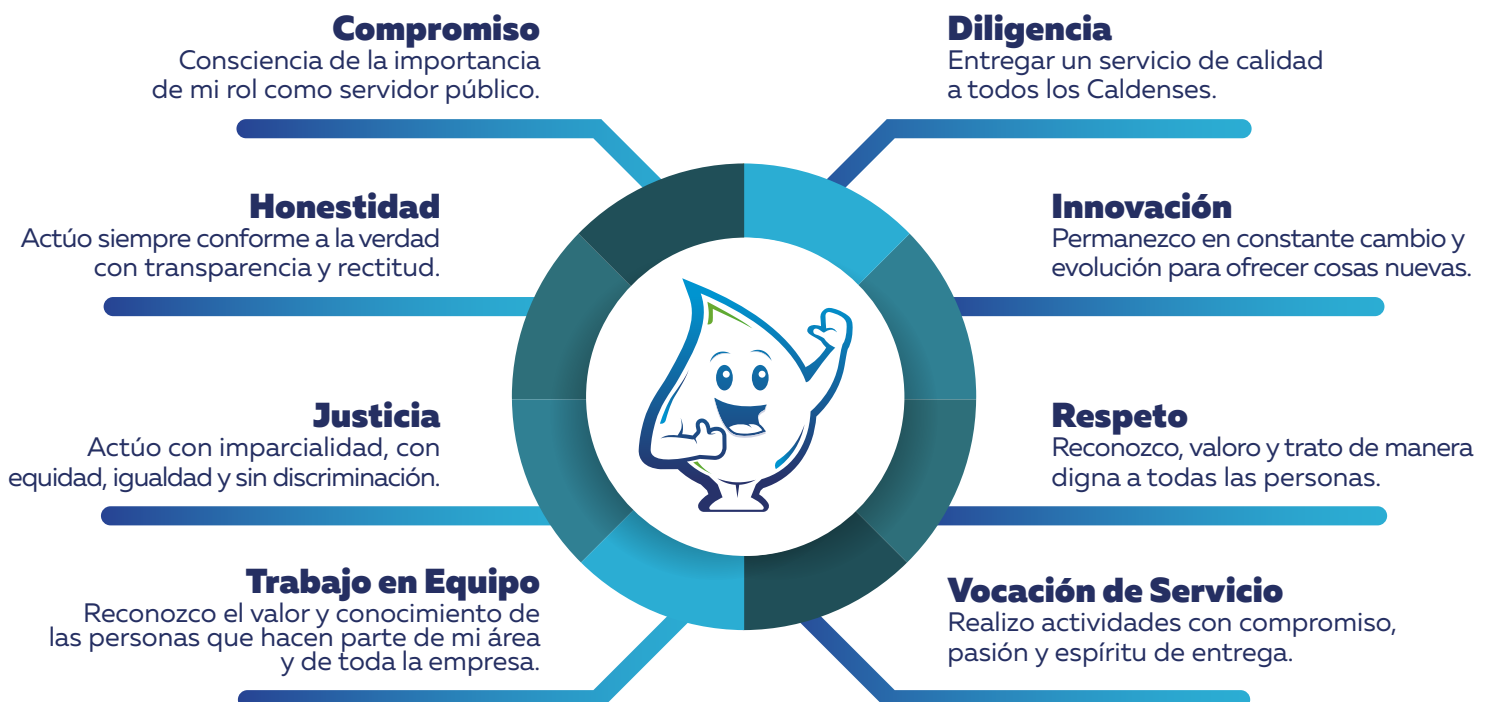 Compromiso
Consciencia de la importancia
de mi rol como servidor público.
Diligencia
Entregar un servicio de calidad
a todos los Caldenses.
Honestidad
Actúo siempre conforme a la verdad
con transparencia y rectitud.
Innovación
Permanezco en constante cambio y
evolución para ofrecer cosas nuevas.
Justicia
Actúo con imparcialidad, con
equidad, igualdad y sin discriminación.
Respeto
Reconozco, valoro y trato de manera
digna a todas las personas.
Trabajo en Equipo
Reconozco el valor y conocimiento de
las personas que hacen parte de mi área
y de toda la empresa.
Vocación de Servicio
Realizo actividades con compromiso,
pasión y espíritu de entrega.